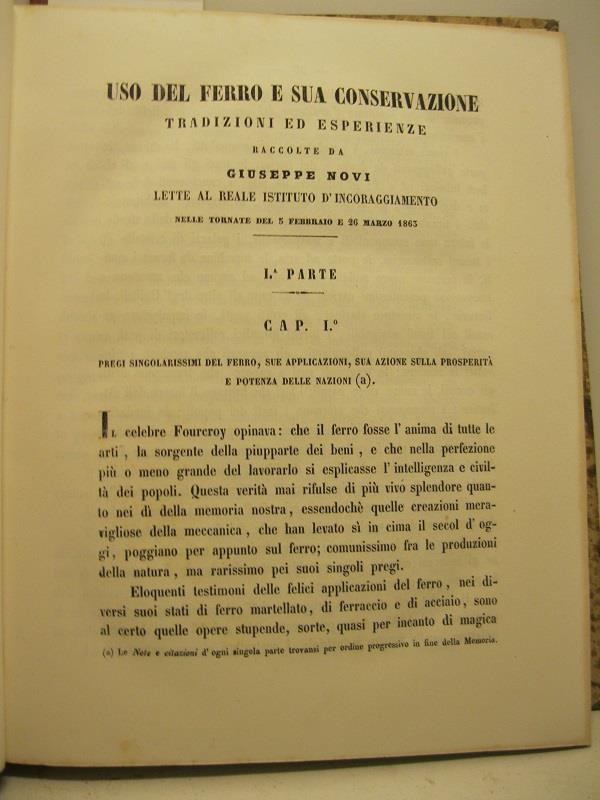 USO DEL FERRO E SUA CONSERVAZIONE
TRADIZIONI ED ESPERIENZE
RACCOLTE DA
GIUSEPPE NOVI
LETTE AL REALE ISTITUTO D'INCORAGGIAMENTO
NELLE TORNATE DEL 5 FEBBRAIO E 26 MARZO 1863
I.ª PARTE
CAP. I.º
PREGI SINGOLARISSIMI DEL FERRO, SUE APPLICAZIONI, SUA AZIONE SULLA PROSPERITÀ
E POTENZA DELLE NAZIONI (a).
IL celebre Fourcroy opinava: che il ferro fosse l'anima di tutte le
arti, la sorgente della piupparte dei beni, e che nella perfezione
più o meno grande del lavorarlo si esplicasse l'intelligenza e civil-
tà dei popoli. Questa verità mai rifulse di più vivo splendore quan-
to nei dì della memoria nostra, essendochè quelle creazioni mera-
vigliose della meccanica, che han levato sì in cima il secol d'og-
gi, poggiano per appunto sul ferro; comunissimo fra le produzioni
della natura, ma rarissimo pei suoi singoli pregi.
Eloquenti testimoni delle felici applicazioni del ferro, nei di-
versi suoi stati di ferro martellato, di ferraccio e di acciaio, sono
al certo quelle opere stupende, sorte, quasi per incanto di magica
(a) Le Note e citazioni d'ogni singola parte trovansi per ordine progressivo in fine della Memoria.